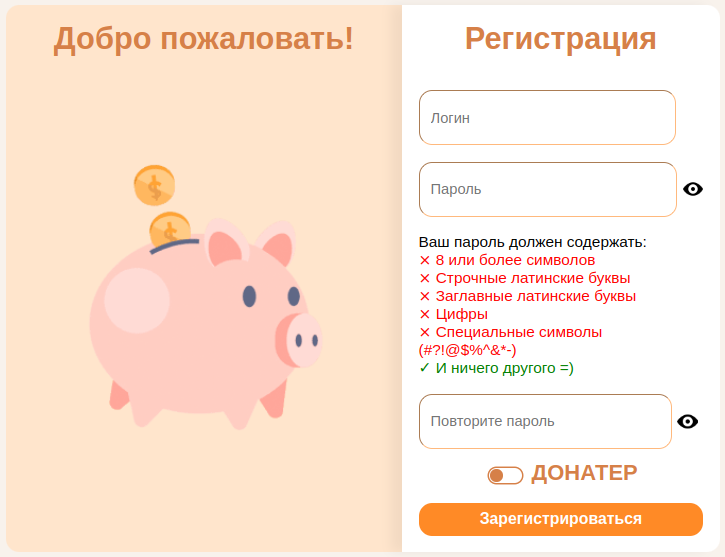 Добро пожаловать!
Регистрация
Логин
Пароль
Ваш пароль должен содержать:
✕ 8 или более символов
✕ Строчные латинские буквы
✕ Заглавные латинские буквы
✕ Цифры
✕ Специальные символы
(#?!@$%^&*-)
✓ И ничего другого =)
Повторите пароль
ДОНАТЕР
Зарегистрироваться